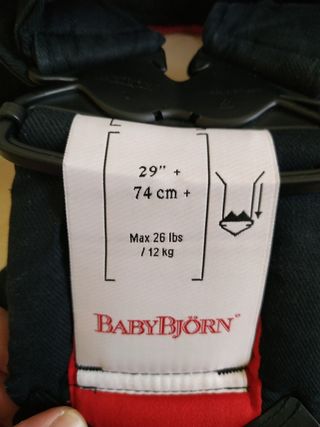 29" +
74 cm +
Max 26 lbs
/ 12 kg
BABYBJÖRN®